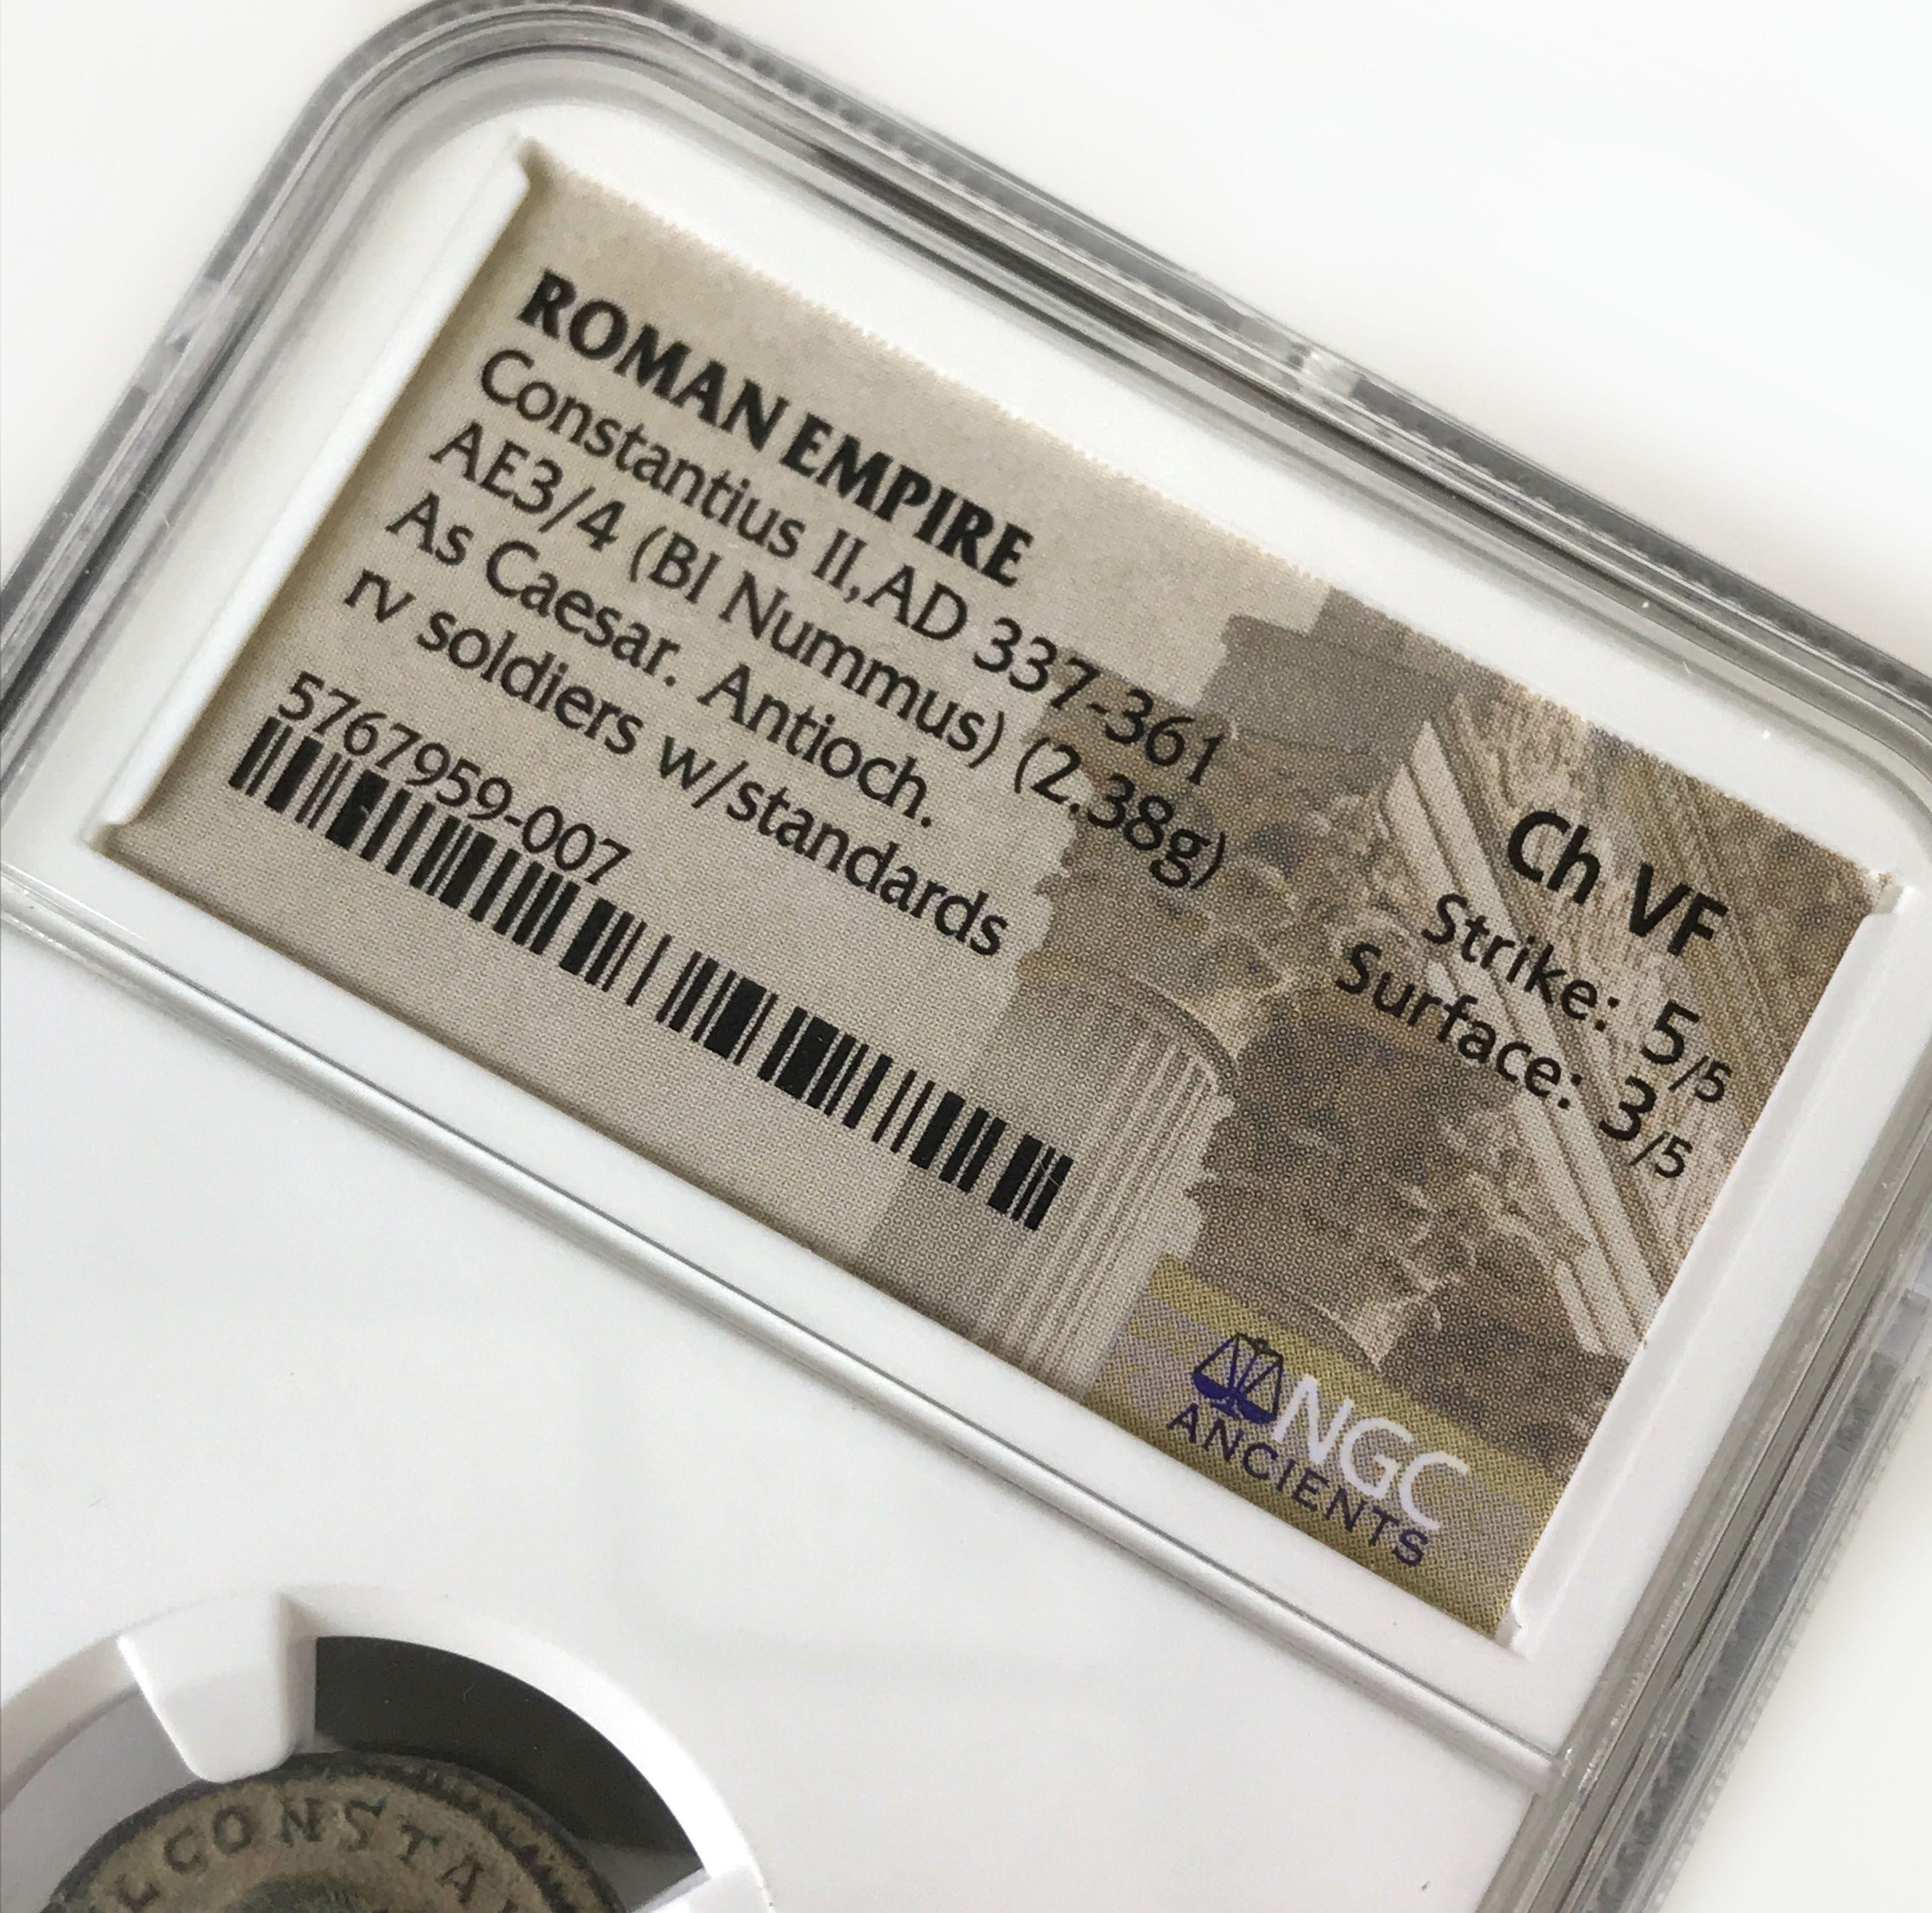 ROMAN EMPIRE
Constantius II, AD 337-361
AE3/4 (BI Nummus) (2.38g)
As Caesar. Antioch.
rv soldiers w/standards
5767959-007
Ch VF
Strike: 5/5
Surface: 3/5
NGC
ANCIENTS
L CONSTA